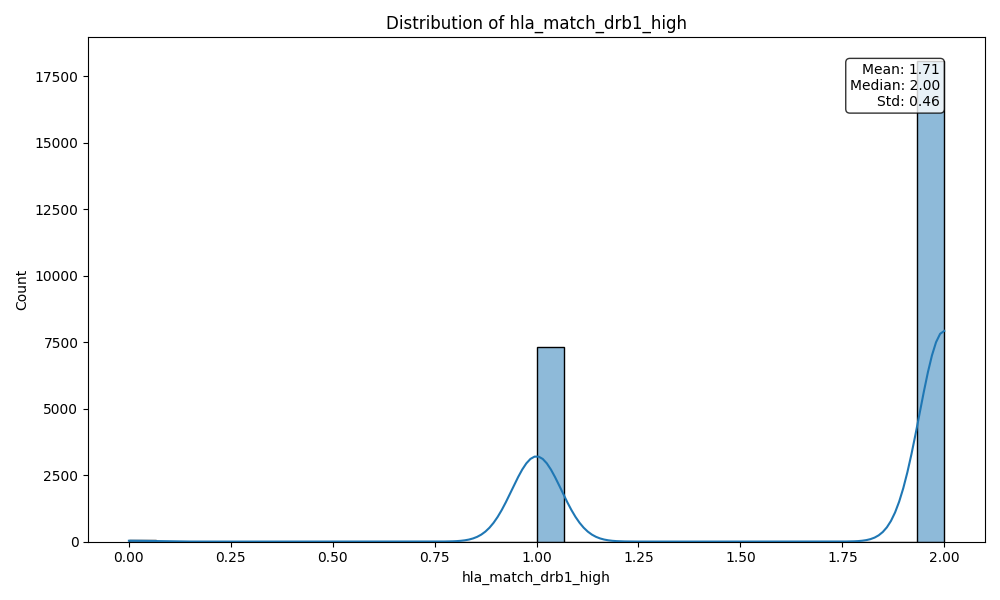 Distribution of hla_match_drb1_high
Mean: 1.71
Median: 2.00
Std: 0.46
17500
15000
12500
10000
7500
5000
2500
0
Count
0.00 0.25 0.50 0.75 1.00 1.25 1.50 1.75 2.00
hla_match_drb1_high